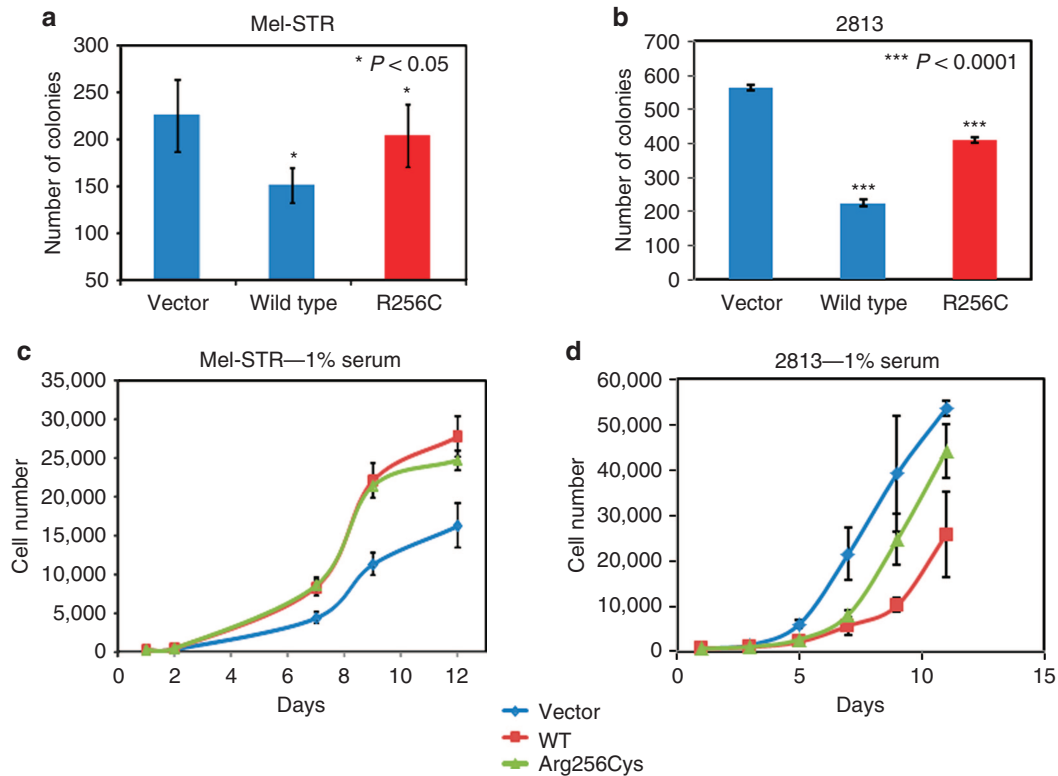 a
Mel-STR
* P < 0.05
Number of colonies
300
250
200
150
100
50
*
*
Vector
Wild type
R256C
b
2813
*** P < 0.0001
Number of colonies
700
600
500
400
300
200
100
0
***
***
Vector
Wild type
R256C
c
Mel-STR—1% serum
Cell number
35,000
30,000
25,000
20,000
15,000
10,000
5,000
0
0 2 4 6 8 10 12
Days
d
2813—1% serum
Cell number
60,000
50,000
40,000
30,000
20,000
10,000
0
0 5 10 15
Days
Vector
WT
Arg256Cys